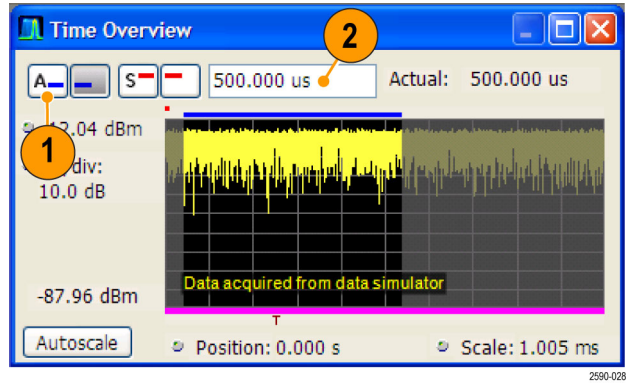 Time Overview
2
A
S
500.000 us
Actual: 500.000 us
12.04 dBm
1
div:
10.0 dB
Data acquired from data simulator
-87.96 dBm
T
Autoscale
Position: 0.000 s
Scale: 1.005 ms
2590-028